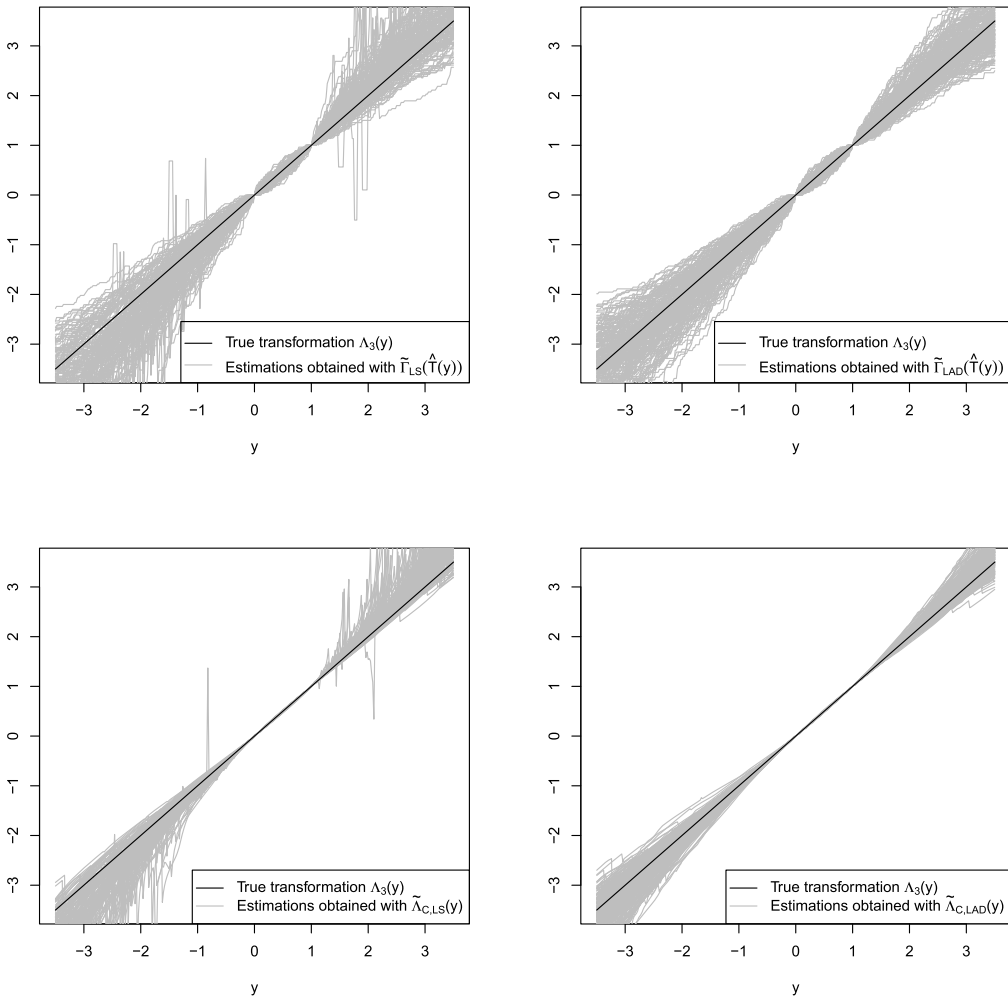 3
2
1
0
−1
−2
−3
True transformation Λ₃(y)
Estimations obtained with Γ̃_LS(T̂(y))
−3 −2 −1 0 1 2 3
y
3
2
1
0
−1
−2
−3
True transformation Λ₃(y)
Estimations obtained with Γ̃_LAD(T̂(y))
−3 −2 −1 0 1 2 3
y
3
2
1
0
−1
−2
−3
True transformation Λ₃(y)
Estimations obtained with Λ̃_C,LS(y)
−3 −2 −1 0 1 2 3
y
3
2
1
0
−1
−2
−3
True transformation Λ₃(y)
Estimations obtained with Λ̃_C,LAD(y)
−3 −2 −1 0 1 2 3
y